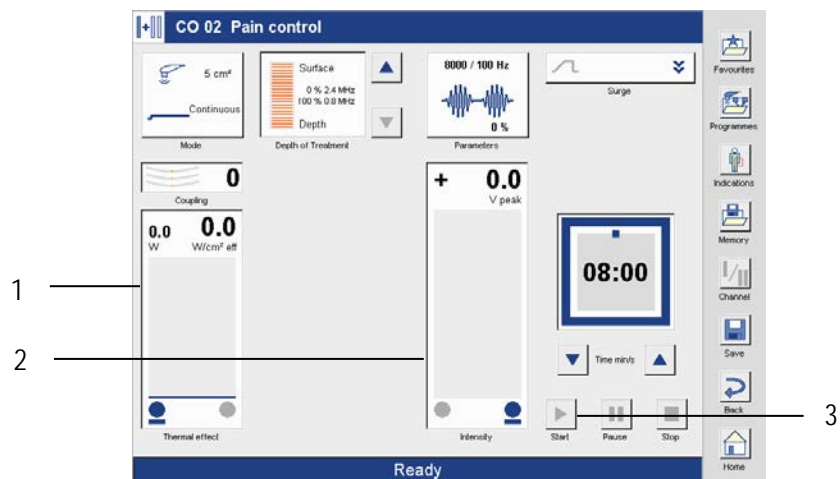 CO 02 Pain control
5 cm²
Continuous
Mode
Surface
0 % 2.4 MHz
100 % 0.8 MHz
Depth
Depth of Treatment
8000 / 100 Hz
0 %
Parameters
Surge
0
Coupling
0.0
W
0.0
W/cm² eff
Thermal effect
+ 0.0
V peak
Intensity
08:00
Time min/s
Start
Pause
Stop
Ready
Favourites
Programmes
Indications
Memory
Channel
Save
Back
Home
1
2
3